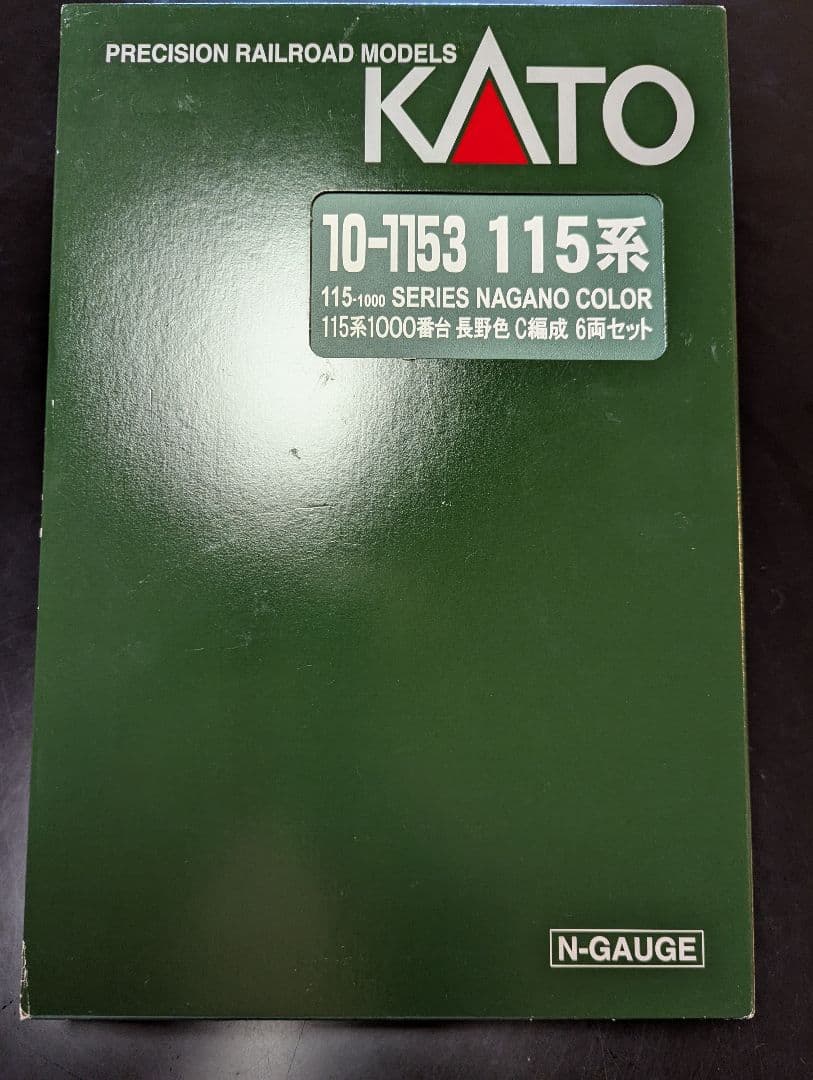 PRECISION RAILROAD MODELS
KATO
10-1153 115系
115-1000 SERIES NAGANO COLOR
115系1000番台 長野色 C編成 6両セット
N-GAUGE